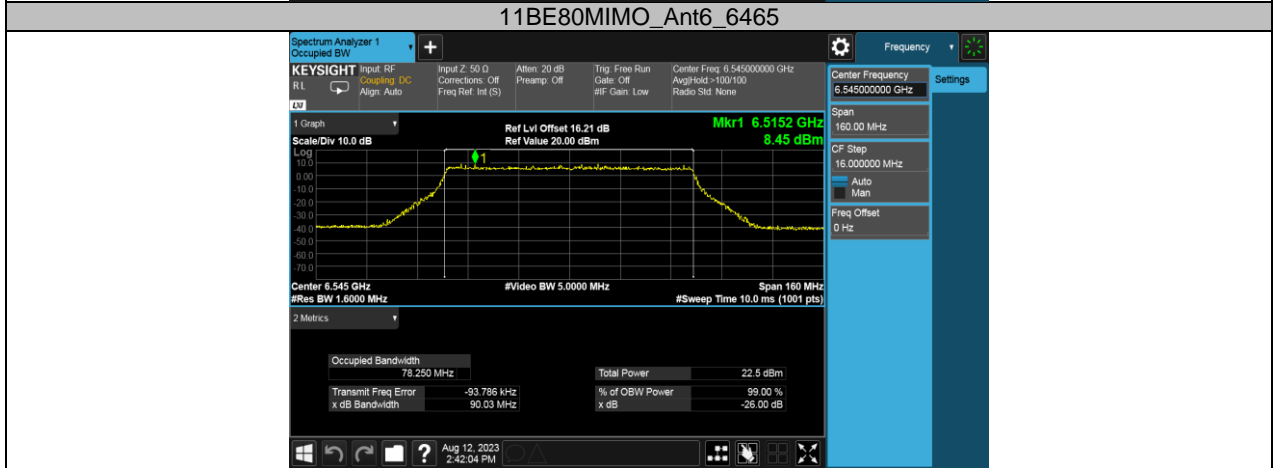 11BE80MIMO_Ant6_6465
Spectrum Analyzer 1
Occupied BW
+
Frequency
KEYSIGHT
RL
LXI
Input: RF
Coupling: DC
Align: Auto
Input Z: 50 Ω
Corrections: Off
Freq Ref: Int (S)
Atten: 20 dB
Preamp: Off
Trig: Free Run
Gate: Off
#IF Gain: Low
Center Freq: 6.545000000 GHz
Avg|Hold:>100/100
Radio Std: None
Center Frequency
6.545000000 GHz
Settings
Span
160.00 MHz
CF Step
16.000000 MHz
Auto
Man
Freq Offset
0 Hz
1 Graph
Scale/Div 10.0 dB
Ref Lvl Offset 16.21 dB
Ref Value 20.00 dBm
Mkr1 6.5152 GHz
8.45 dBm
Log
10.0
0.00
-10.0
-20.0
-30.0
-40.0
-50.0
-60.0
-70.0
1
Center 6.545 GHz
#Res BW 1.6000 MHz
#Video BW 5.0000 MHz
Span 160 MHz
#Sweep Time 10.0 ms (1001 pts)
2 Metrics
Occupied Bandwidth
78.250 MHz
Total Power 22.5 dBm
Transmit Freq Error -93.786 kHz
% of OBW Power 99.00 %
x dB Bandwidth 90.03 MHz
x dB -26.00 dB
?
Aug 12, 2023
2:42:04 PM